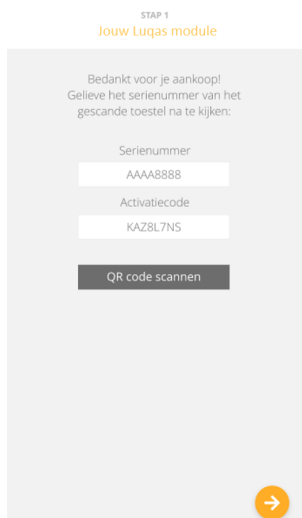 STAP 1
Jouw Luqas module
Bedankt voor je aankoop!
Gelieve het serienummer van het
gescande toestel na te kijken:
Serienummer
AAAA8888
Activatiecode
KAZ8L7NS
QR code scannen